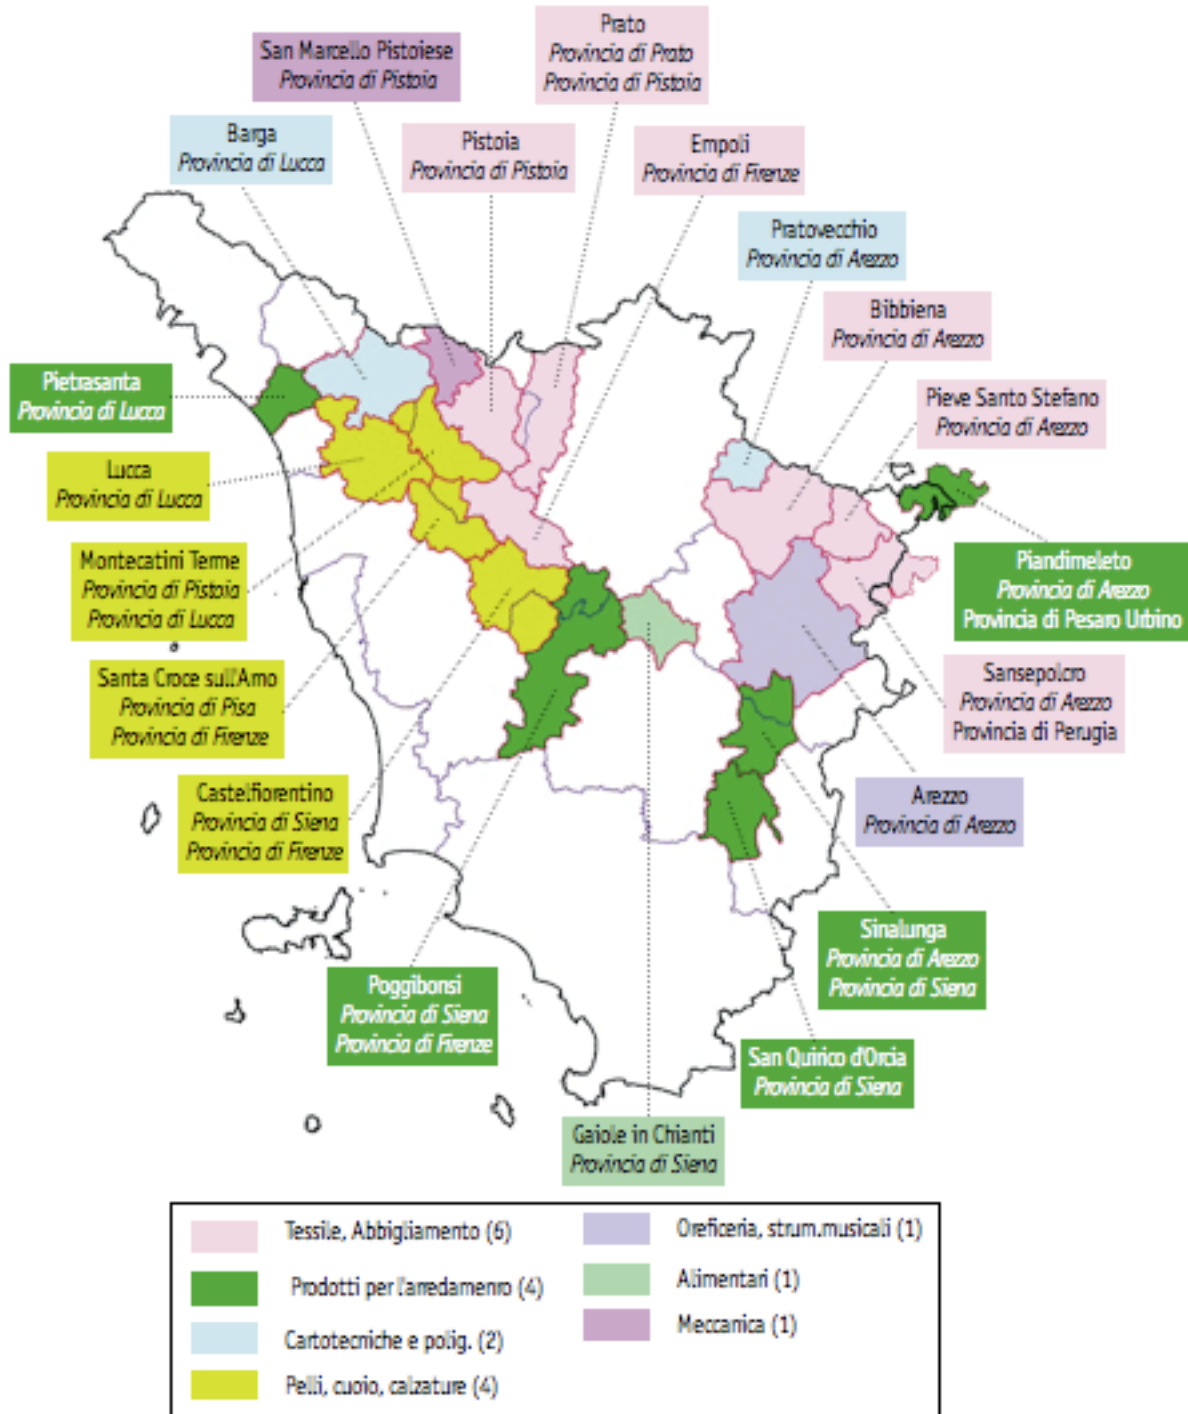 Prato
Provincia di Prato
Provincia di Pistoia
San Marcello Pistoiese
Provincia di Pistoia
Barga
Provincia di Lucca
Pistoia
Provincia di Pistoia
Empoli
Provincia di Firenze
Pratovecchio
Provincia di Arezzo
Bibbiena
Provincia di Arezzo
Pietrasanta
Provincia di Lucca
Pieve Santo Stefano
Provincia di Arezzo
Lucca
Provincia di Lucca
Montecatini Terme
Provincia di Pistoia
Provincia di Lucca
Piandimeleto
Provincia di Arezzo
Provincia di Pesaro Urbino
Santa Croce sull'Arno
Provincia di Pisa
Provincia di Firenze
Sansepolcro
Provincia di Arezzo
Provincia di Perugia
Castelfiorentino
Provincia di Siena
Provincia di Firenze
Arezzo
Provincia di Arezzo
Sinalunga
Provincia di Arezzo
Provincia di Siena
Poggibonsi
Provincia di Siena
Provincia di Firenze
San Quirico d'Orcia
Provincia di Siena
Gaiole in Chianti
Provincia di Siena
Tessile, Abbigliamento (6)
Prodotti per l'arredamenro (4)
Cartotecniche e polig. (2)
Pelli, cuoio, calzature (4)
Oreficeria, strum.musicali (1)
Alimentari (1)
Meccanica (1)